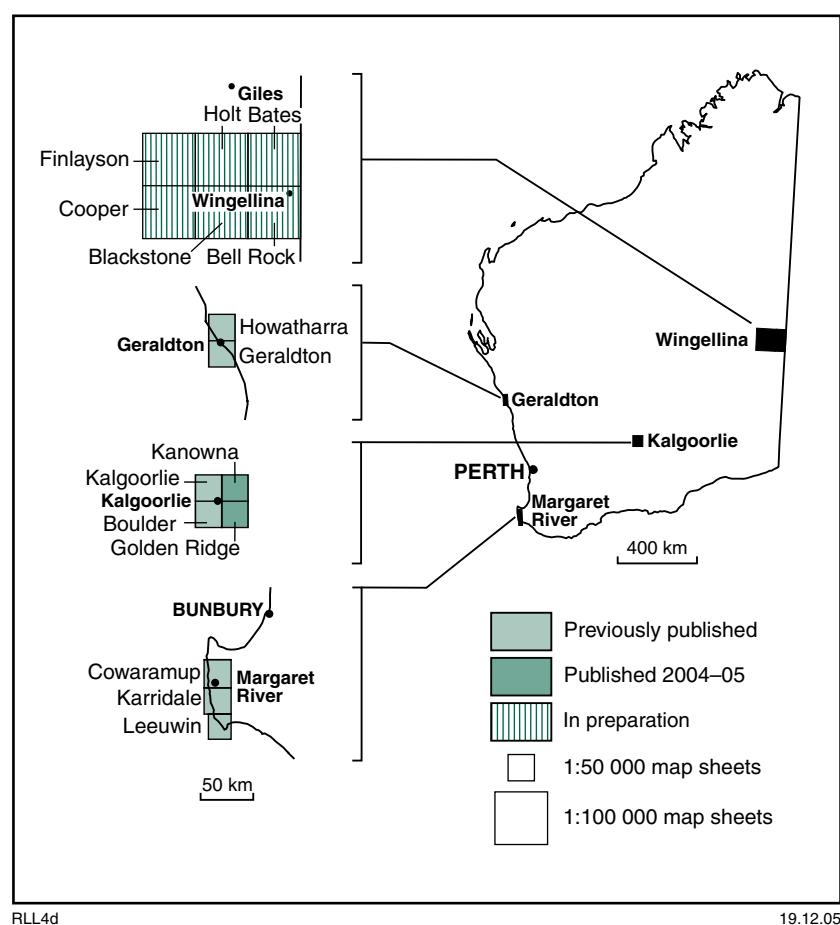 Giles
Holt Bates
Finlayson
Cooper
Wingellina
Blackstone Bell Rock
Geraldton
Howatharra
Geraldton
Kanowna
Kalgoorlie
Kalgoorlie
Boulder
Golden Ridge
BUNBURY
Cowaramup
Karridale
Leeuwin
Margaret
River
50 km
Wingellina
Geraldton
Kalgoorlie
PERTH
Margaret
River
400 km
Previously published
Published 2004–05
In preparation
1:50 000 map sheets
1:100 000 map sheets
RLL4d
19.12.05